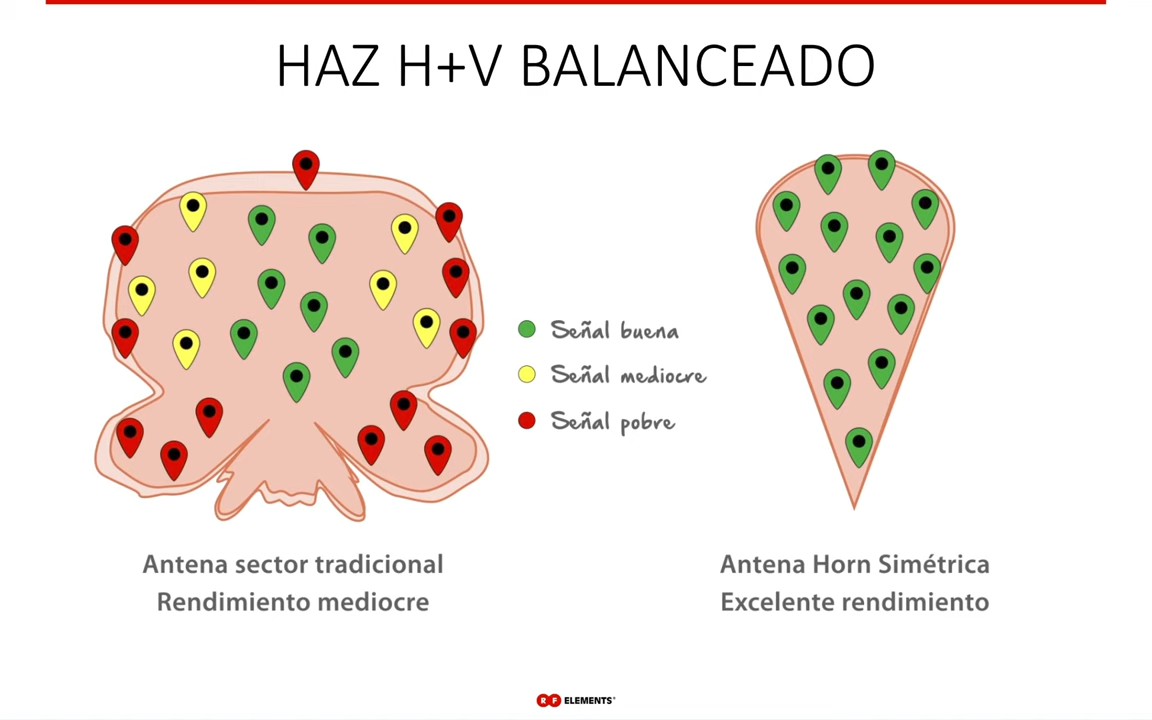 HAZ H+V BALANCEADO
Señal buena
Señal mediocre
Señal pobre
Antena sector tradicional
Rendimiento mediocre
Antena Horn Simétrica
Excelente rendimiento
RF ELEMENTS